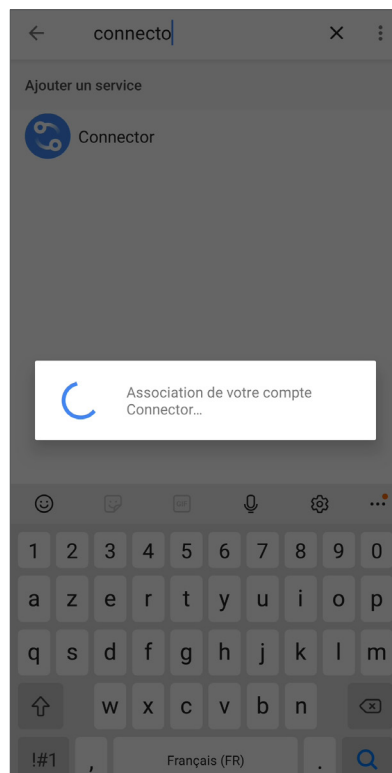 connecto
Ajouter un service
Connector
Association de votre compte
Connector...
GIF
1 2 3 4 5 6 7 8 9 0
a z e r t y u i o p
q s d f g h j k l m
w x c v b n
!#1 , Français (FR) .